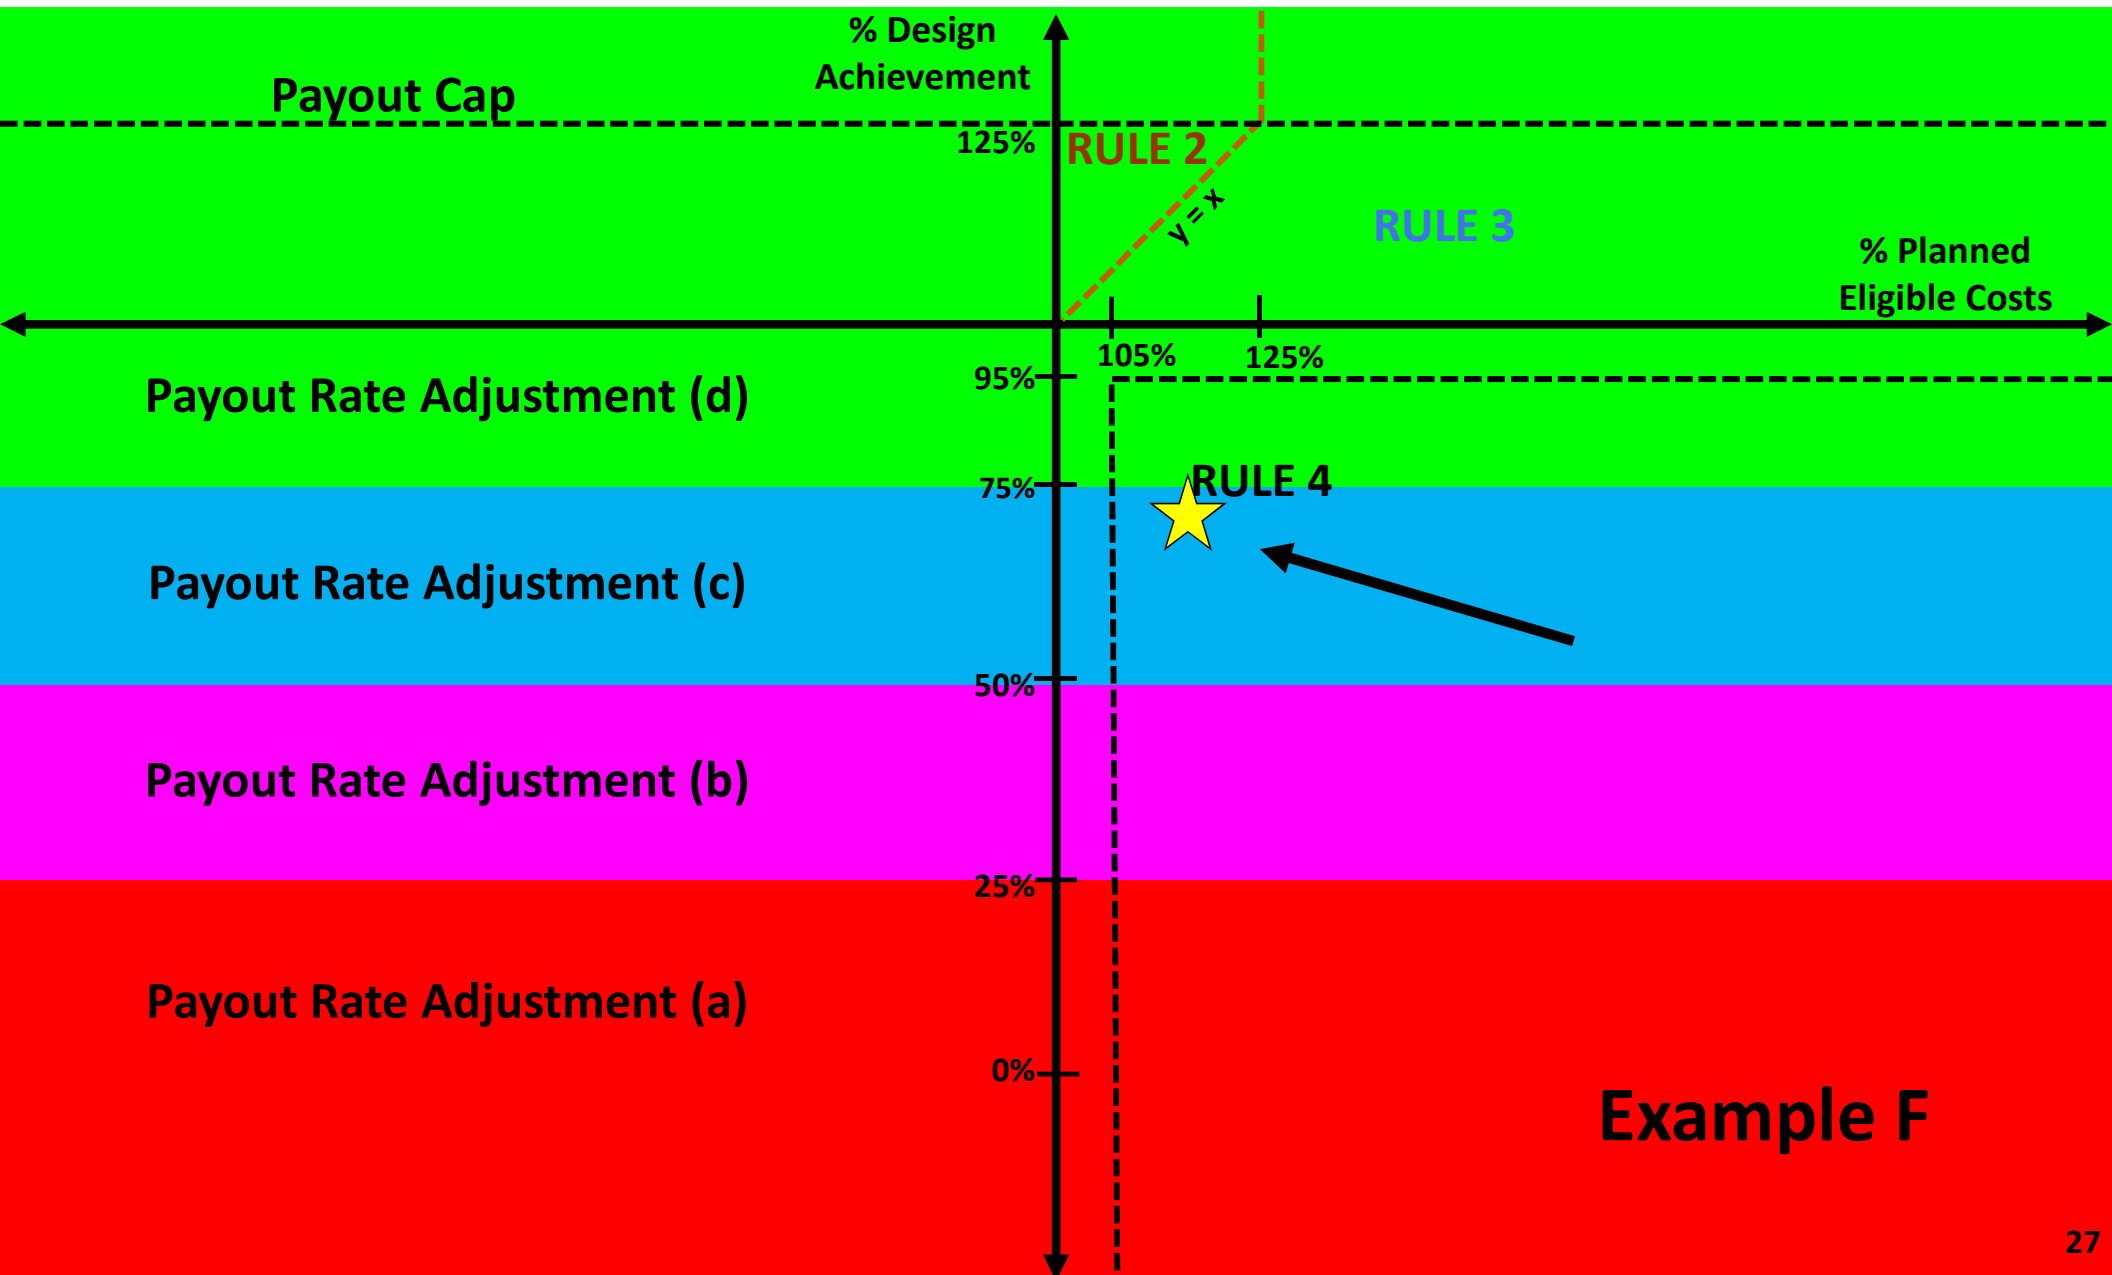 % Design
Achievement
Payout Cap
125%
RULE 2
y = x
RULE 3
% Planned
Eligible Costs
105%
125%
95%
Payout Rate Adjustment (d)
75%
RULE 4
Payout Rate Adjustment (c)
50%
Payout Rate Adjustment (b)
25%
Payout Rate Adjustment (a)
0%
Example F
27